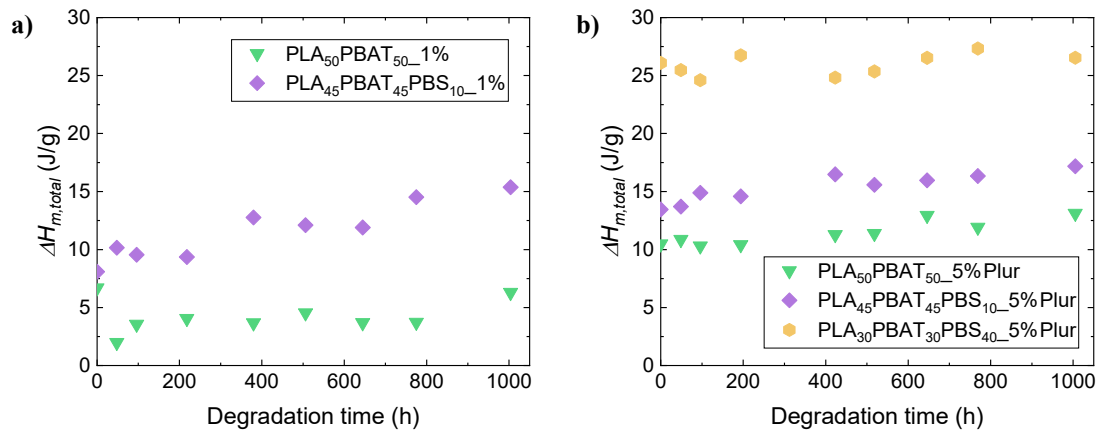 a)
30
25
20
15
10
5
0
ΔH_{m,total} (J/g)
PLA₅₀PBAT₅₀_1%
PLA₄₅PBAT₄₅PBS₁₀_1%
0 200 400 600 800 1000
Degradation time (h)
b)
30
25
20
15
10
5
0
ΔH_{m,total} (J/g)
PLA₅₀PBAT₅₀_5%Plur
PLA₄₅PBAT₄₅PBS₁₀_5%Plur
PLA₃₀PBAT₃₀PBS₄₀_5%Plur
0 200 400 600 800 1000
Degradation time (h)